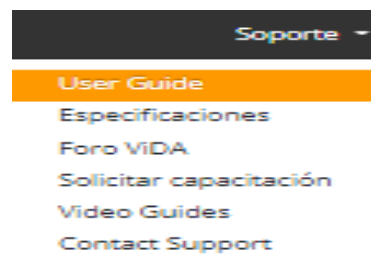 Soporte
User Guide
Especificaciones
Foro ViDA
Solicitar capacitación
Video Guides
Contact Support